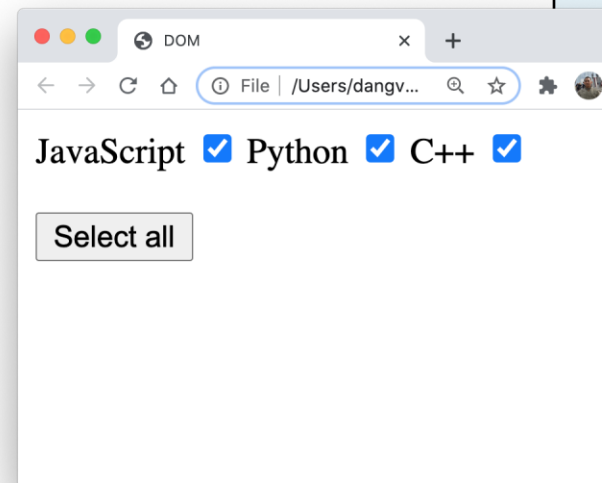 DOM
File | /Users/dangv...
JavaScript Python C++
Select all